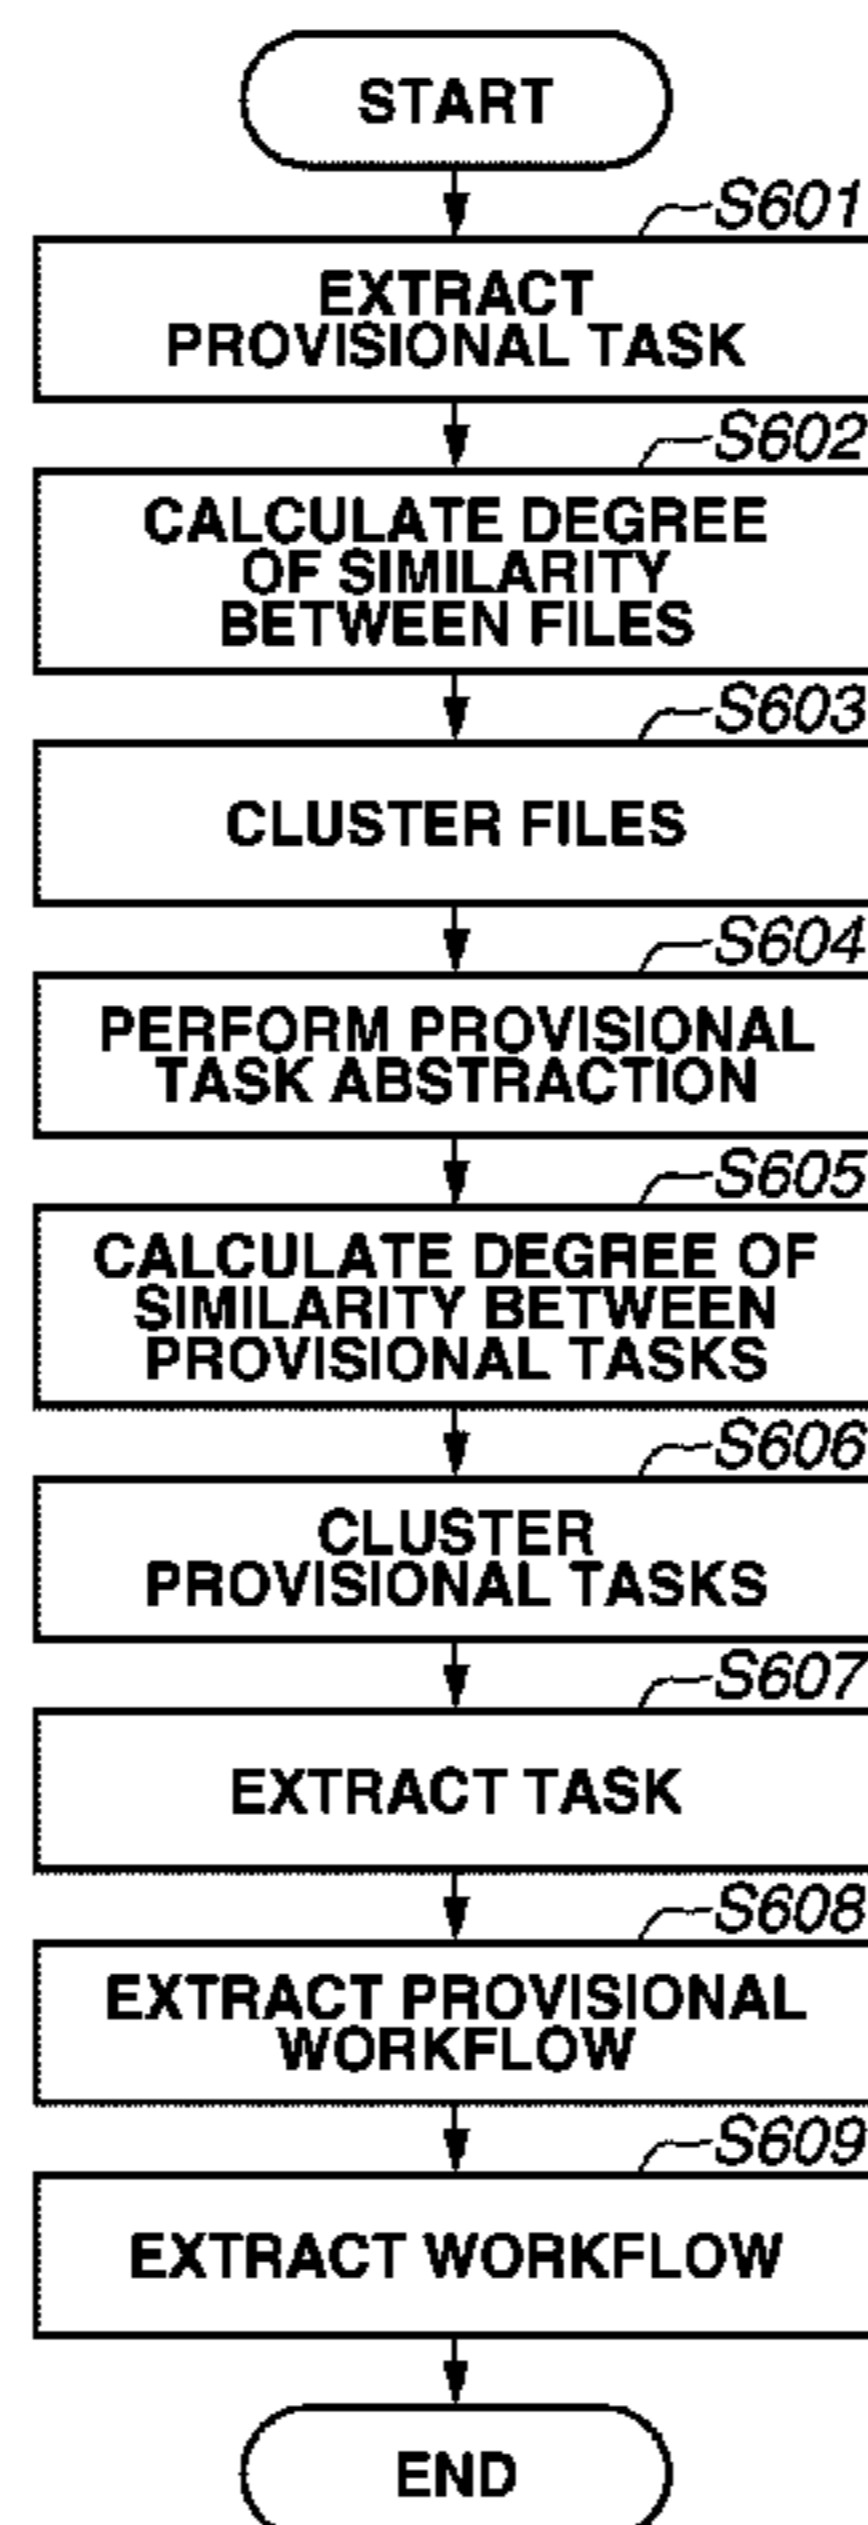 START
S601
EXTRACT
PROVISIONAL TASK
S602
CALCULATE DEGREE
OF SIMILARITY
BETWEEN FILES
S603
CLUSTER FILES
S604
PERFORM PROVISIONAL
TASK ABSTRACTION
S605
CALCULATE DEGREE OF
SIMILARITY BETWEEN
PROVISIONAL TASKS
S606
CLUSTER
PROVISIONAL TASKS
S607
EXTRACT TASK
S608
EXTRACT PROVISIONAL
WORKFLOW
S609
EXTRACT WORKFLOW
END